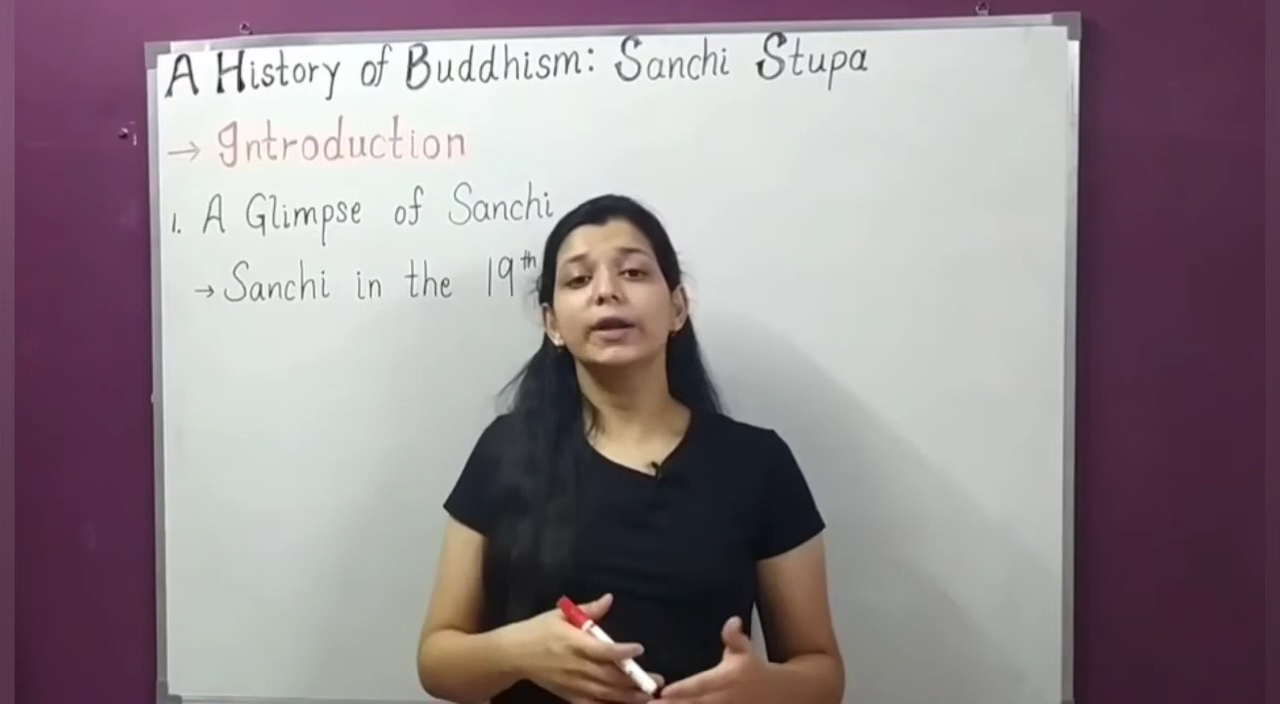 A History of Buddhism: Sanchi Stupa
→ Introduction
1. A Glimpse of Sanchi
→ Sanchi in the 19th